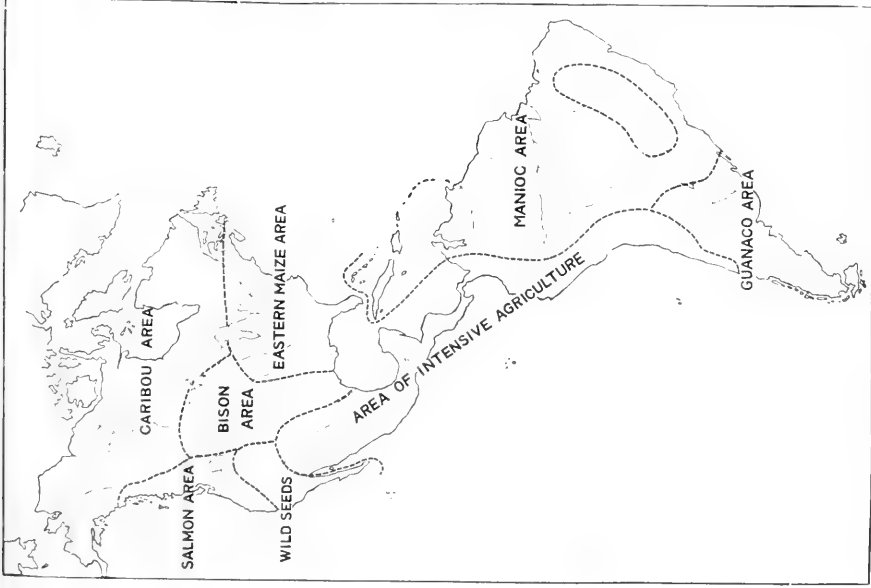 CARIBOU AREA
SALMON AREA
BISON
AREA
EASTERN MAIZE AREA
WILD SEEDS
AREA OF INTENSIVE AGRICULTURE
MANIOC AREA
GUANACO AREA